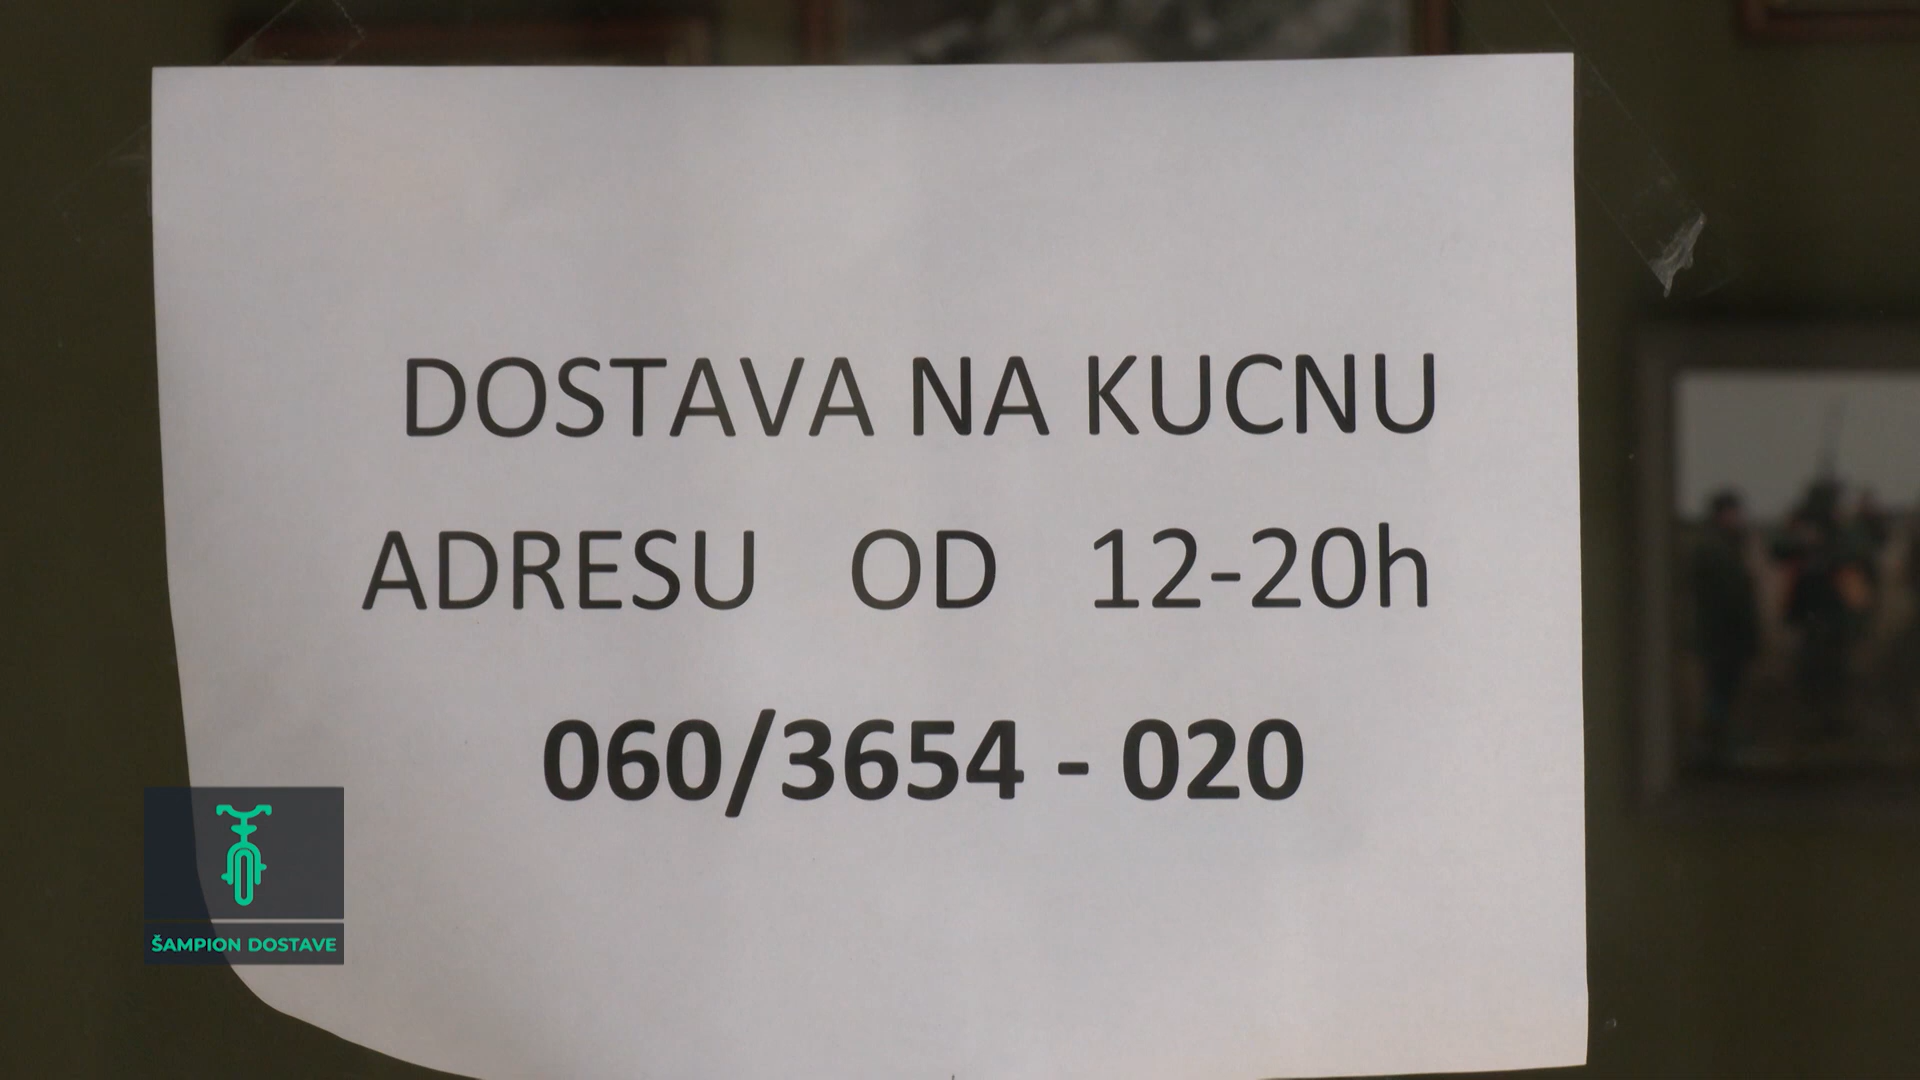 DOSTAVA NA KUCNU
ADRESU OD 12-20h
060/3654 - 020
ŠAMPION DOSTAVE